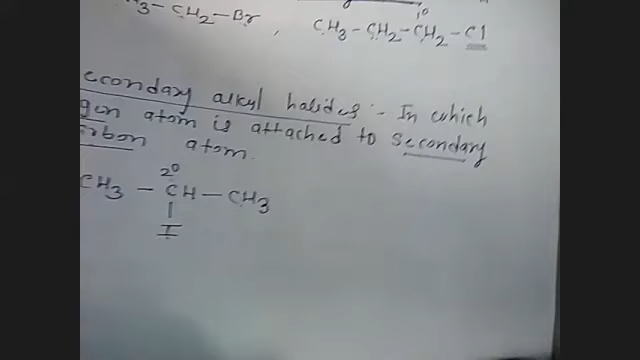 H3-CH2-Br, CH3-CH2-CH2-Cl
1°
econdary alkyl halides :- In which
gen atom is attached to secondary
rbon atom.
2°
CH3-CH-CH3
|
I